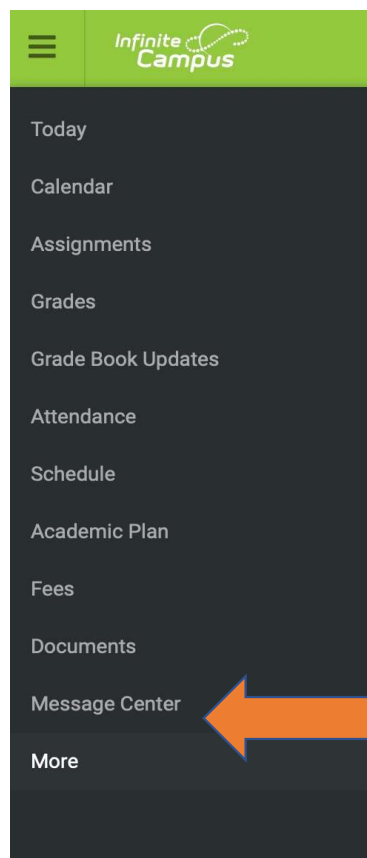 Infinite
Campus
Today
Calendar
Assignments
Grades
Grade Book Updates
Attendance
Schedule
Academic Plan
Fees
Documents
Message Center
More